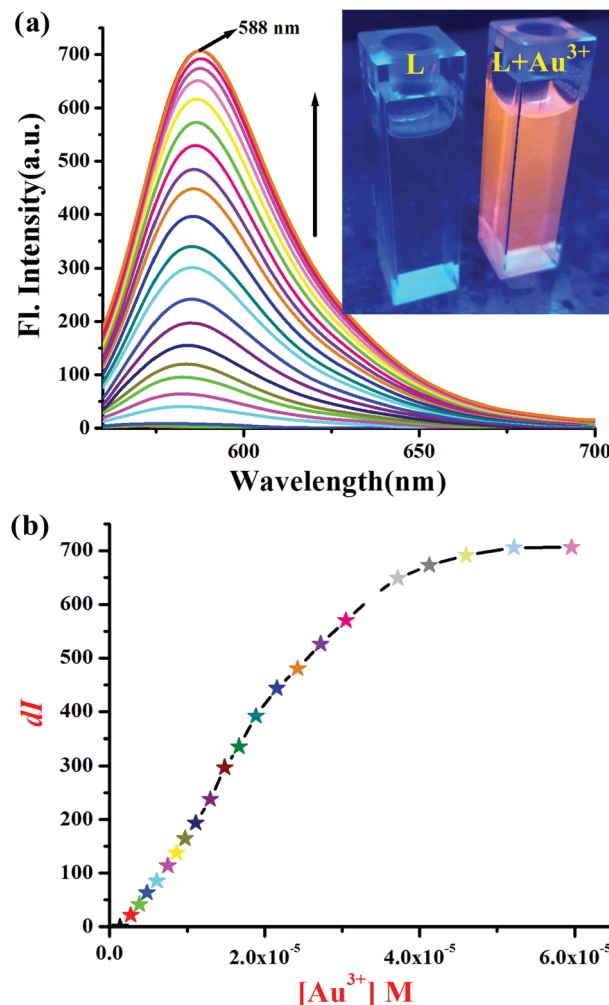 (a)
588 nm
L
L+Au³⁺
700
600
500
400
300
200
100
0
Fl. Intensity(a.u.)
600
650
700
Wavelength(nm)
(b)
700
600
500
400
300
200
100
0
dI
0.0
2.0x10⁻⁵
4.0x10⁻⁵
6.0x10⁻⁵
[Au³⁺] M